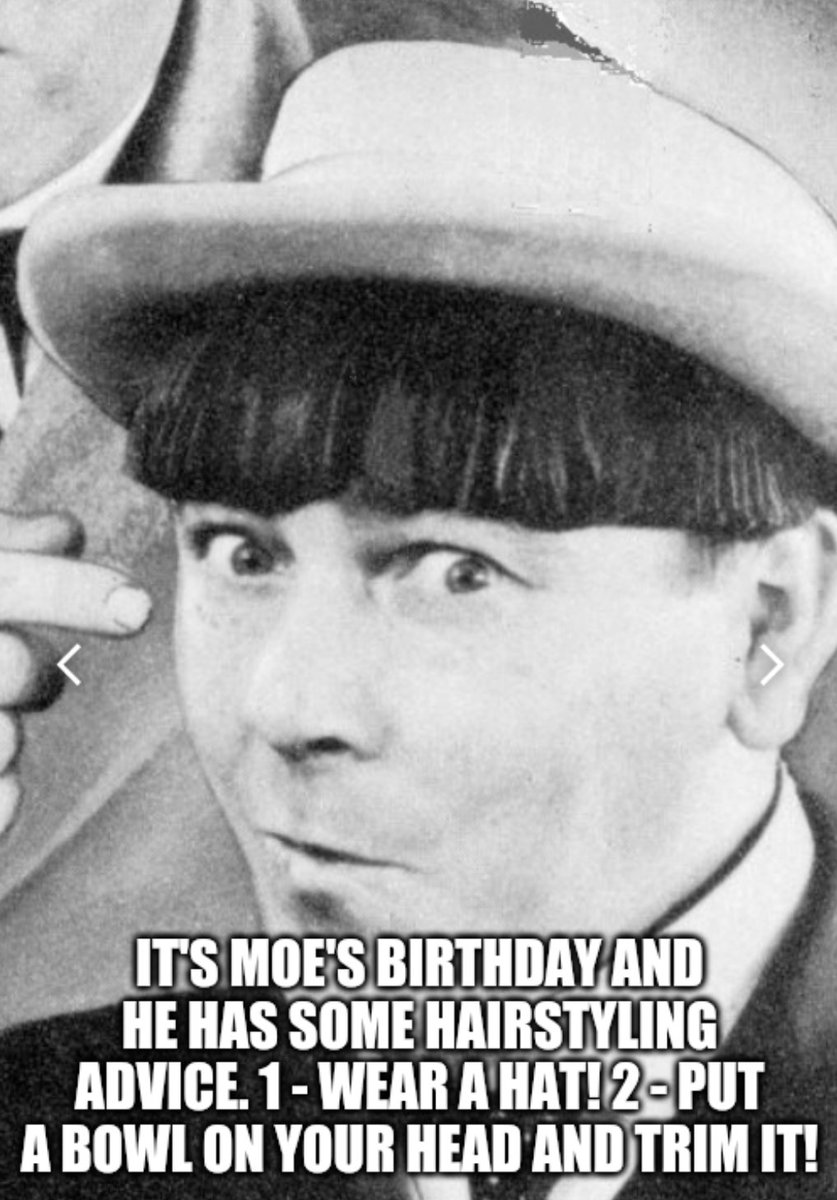 IT'S MOE'S BIRTHDAY AND
HE HAS SOME HAIRSTYLING
ADVICE. 1 - WEAR A HAT! 2 - PUT
A BOWL ON YOUR HEAD AND TRIM IT!